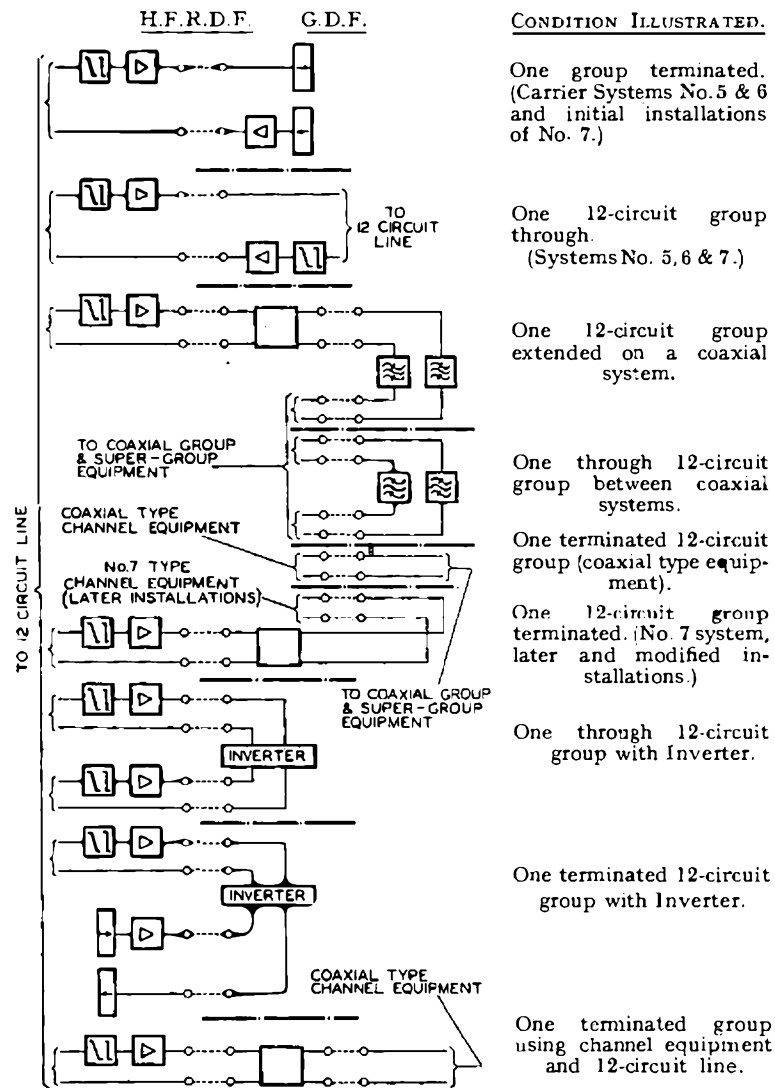 H.F.R.D.F. G.D.F. CONDITION ILLUSTRATED.
One group terminated.
(Carrier Systems No. 5 & 6
and initial installations
of No. 7.)
TO
12 CIRCUIT
LINE
One 12-circuit group
through.
(Systems No. 5, 6 & 7.)
One 12-circuit group
extended on a coaxial
system.
TO COAXIAL GROUP
& SUPER-GROUP
EQUIPMENT
One through 12-circuit
group between coaxial
systems.
COAXIAL TYPE
CHANNEL EQUIPMENT
One terminated 12-circuit
group (coaxial type equip-
ment).
No.7 TYPE
CHANNEL EQUIPMENT
(LATER INSTALLATIONS)
One 12-circuit group
terminated. (No. 7 system,
later and modified in-
stallations.)
TO 12 CIRCUIT LINE
TO COAXIAL GROUP
& SUPER-GROUP
EQUIPMENT
INVERTER
One through 12-circuit
group with Inverter.
INVERTER
One terminated 12-circuit
group with Inverter.
COAXIAL TYPE
CHANNEL EQUIPMENT
One terminated group
using channel equipment
and 12-circuit line.